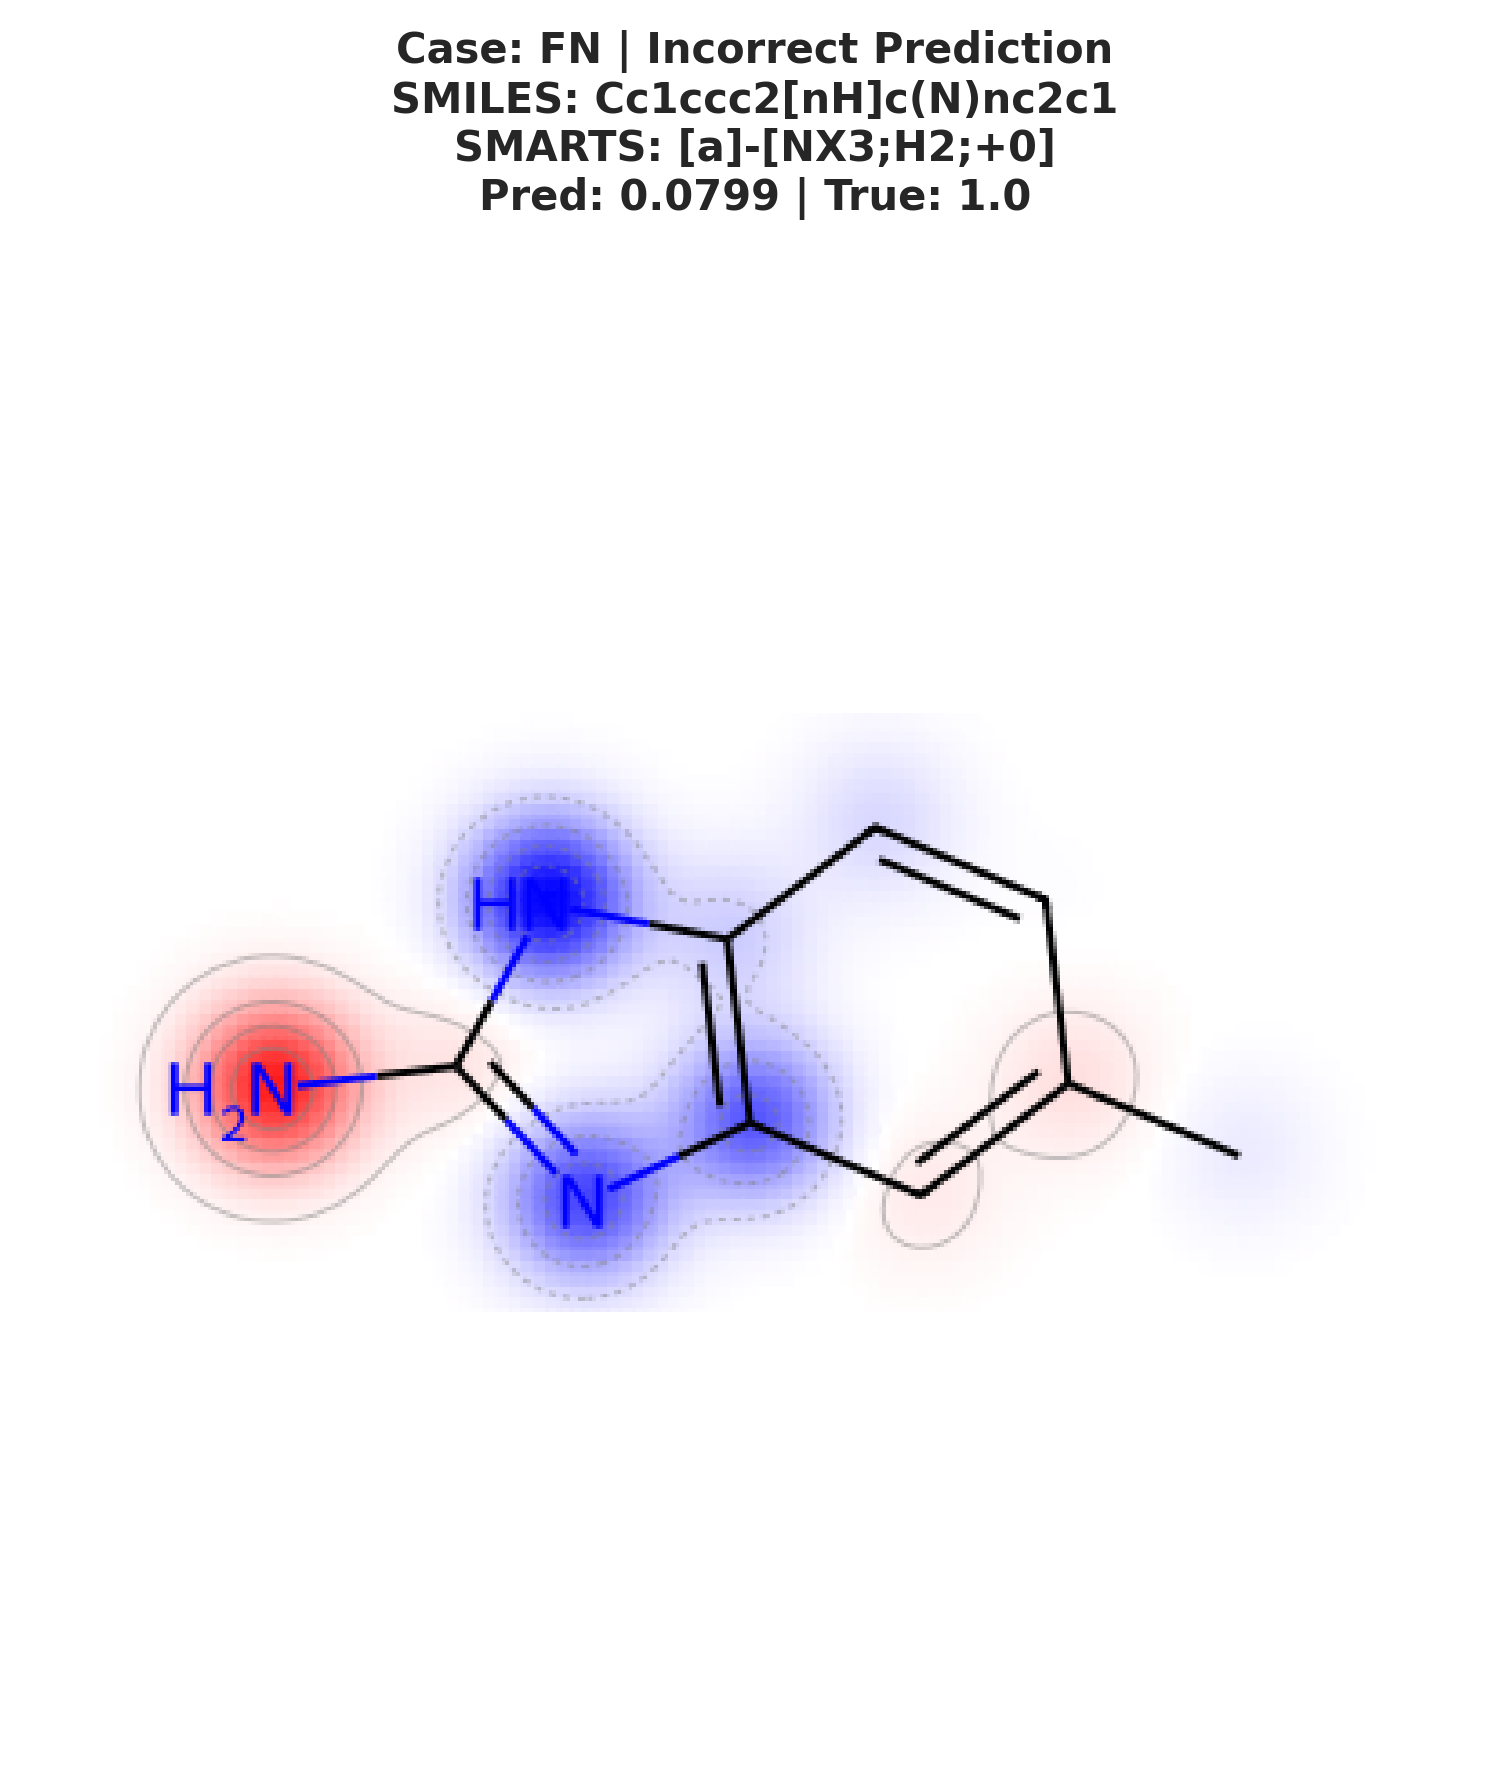 Case: FN | Incorrect Prediction
SMILES: Cc1ccc2[nH]c(N)nc2c1
SMARTS: [a]-[NX3;H2;+0]
Pred: 0.0799 | True: 1.0
HN
H2N
N